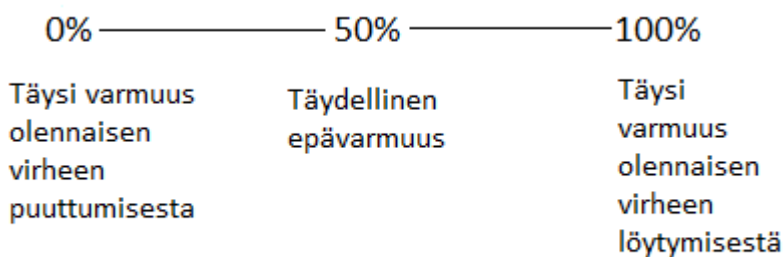 0% 50% 100%
Täysi varmuus
olennaisen
virheen
puuttumisesta
Täydellinen
epävarmuus
Täysi
varmuus
olennaisen
virheen
löytymisestä